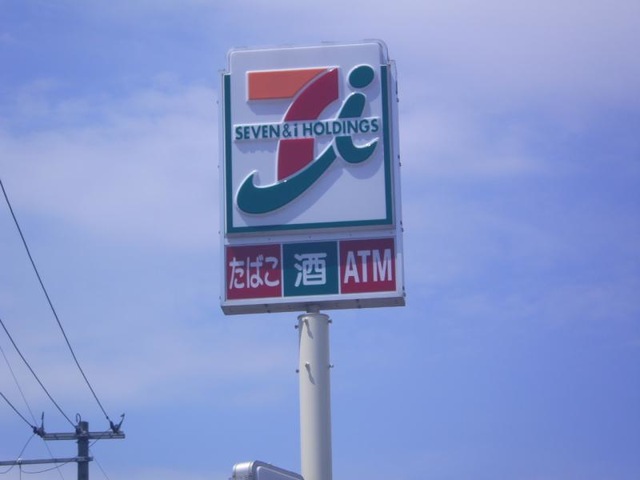 SEVEN & i HOLDINGS
たばこ 酒 ATM